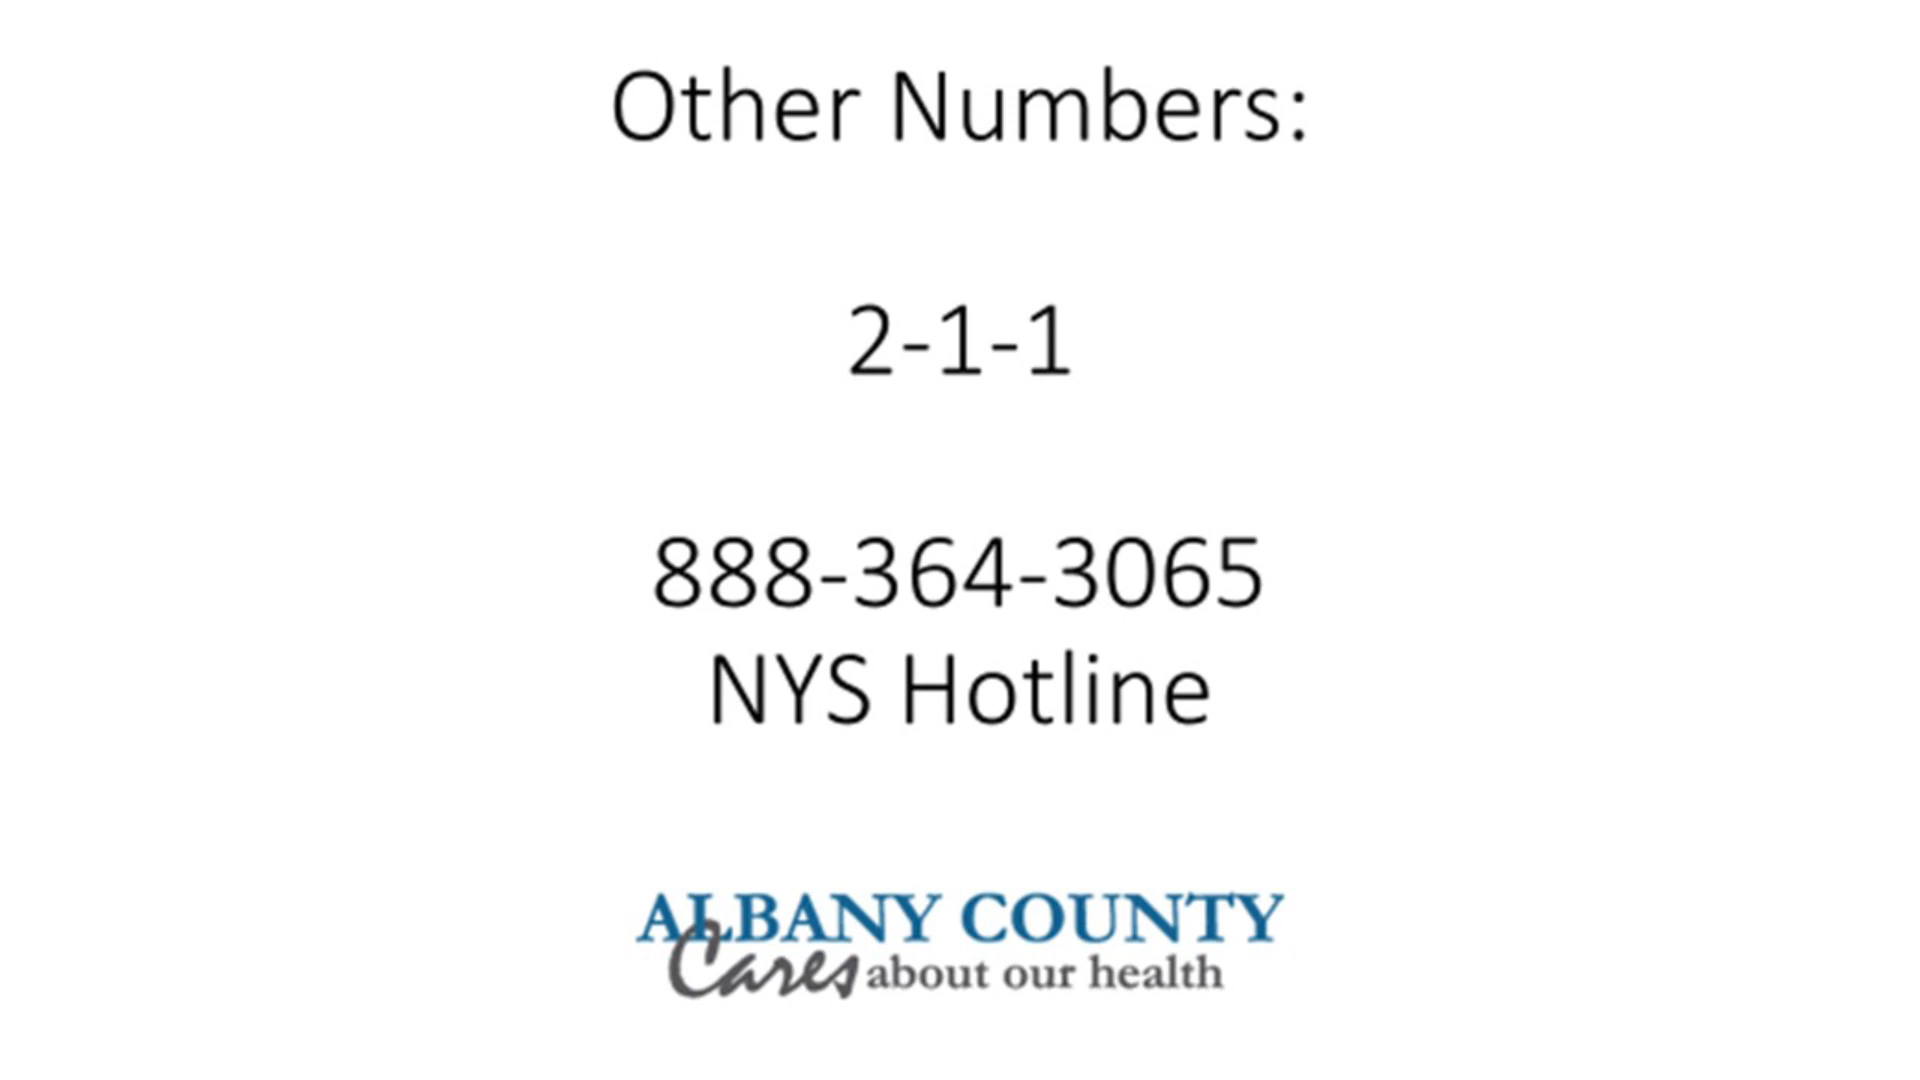 Other Numbers:
2-1-1
888-364-3065
NYS Hotline
ALBANY COUNTY
Cares about our health